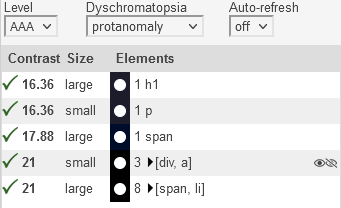 Level Dyschromatopsia Auto-refresh
AAA protanomaly off
Contrast Size Elements
16.36 large 1 h1
16.36 small 1 p
17.88 large 1 span
21 small 3 [div, a]
21 large 8 [span, li]